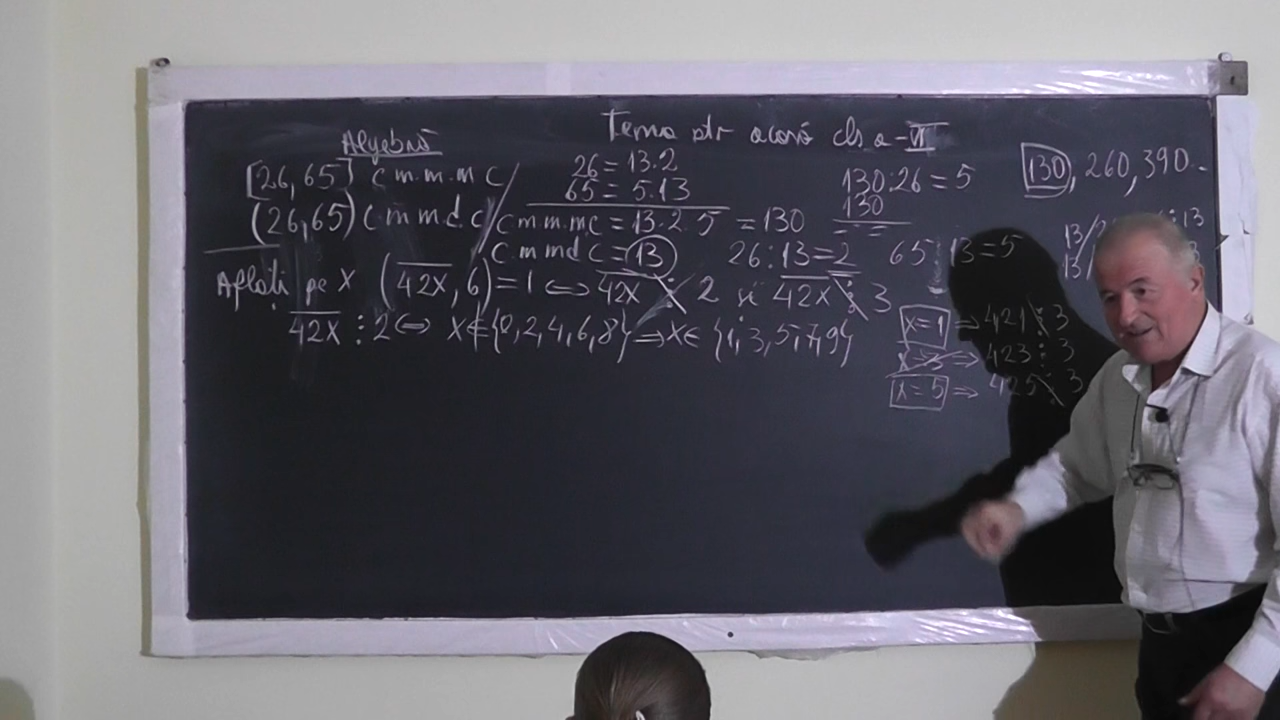 Algebră
Tema ptr acasă cls a-VI
[26,65] c m.m.m c
26 = 13.2
65 = 5.13
130:26 = 5
130
130, 260, 390..
(26,65) c m m.d.c
c m m.m c = 13.2.5 = 130
c m m d c = 13
26:13=2
65:13=5
Aflați pe x (42x, 6) = 1 ⇔ 42x ⋮̸ 2 și 42x ⋮̸ 3
42x ⋮ 2 ⇔ x∉{0,2,4,6,8} ⇒ x∈{1,3,5,7,9}
x=1 ⇒ 421 ⋮̸ 3
x=3 ⇒ 423 ⋮ 3
x=5 ⇒ 425 ⋮̸ 3